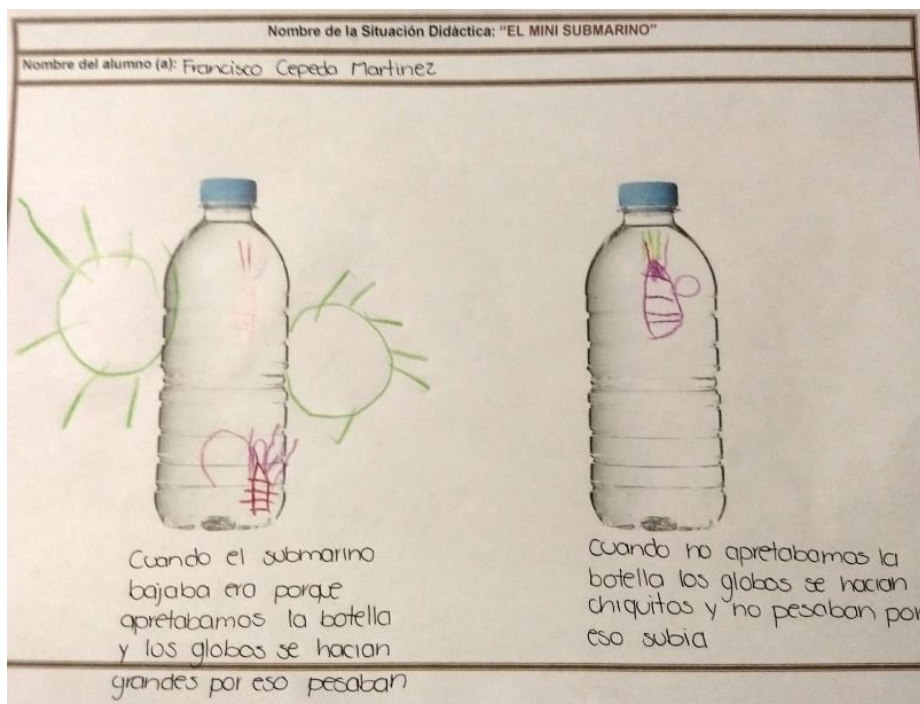 Nombre de la Situación Didáctica: "EL MINI SUBMARINO"
Nombre del alumno (a): Francisco Cepeda Martinez
Cuando el submarino
bajaba era porque
apretabamos la botella
y los globos se hacian
grandes por eso pesaban
Cuando no apretabamos la
botella los globos se hacian
chiquitos y no pesaban por
eso subia